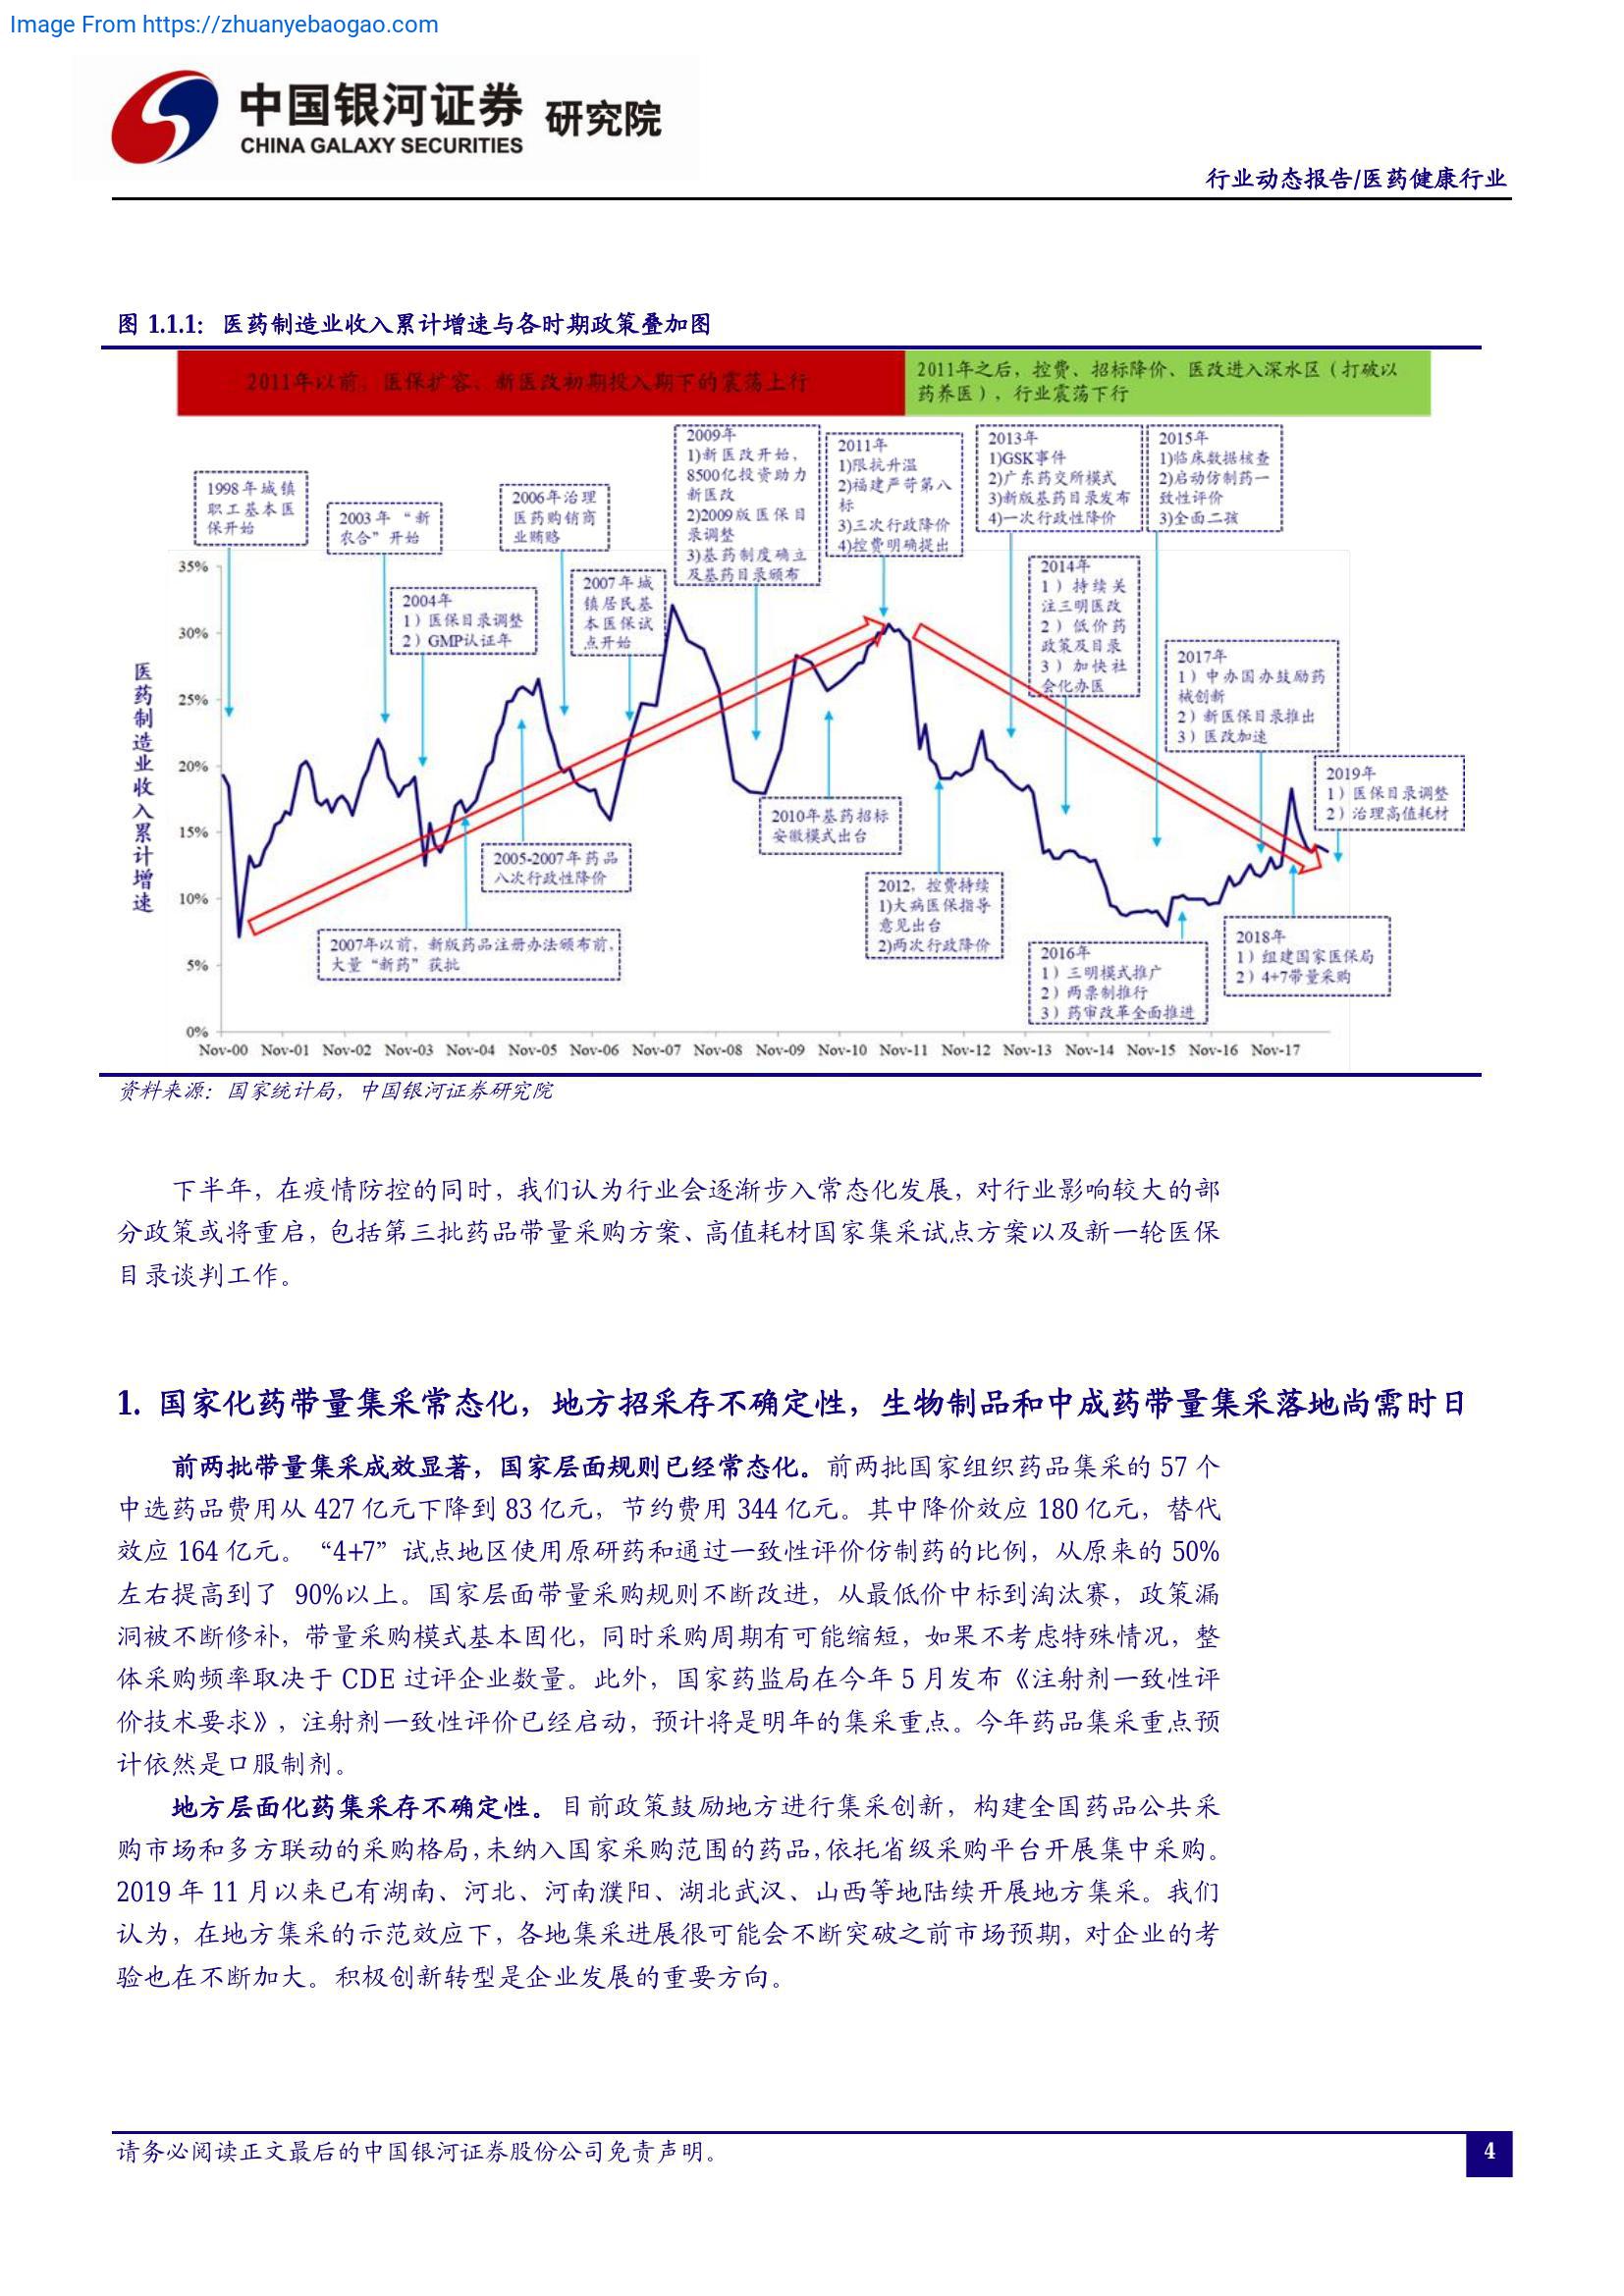 Image From https://zhuanyebaogao.com
中国银河证券 研究院
CHINA GALAXY SECURITIES
行业动态报告/医药健康行业
图 1.1.1: 医药制造业收入累计增速与各时期政策叠加图
2011年以前，医保扩容、新医改初期投入期下的震荡上行
2011年之后，控费、招标降价、医改进入深水区（打破以
药养医），行业震荡下行
1998年城镇
职工基本医
保开始
2003年“新
农合”开始
2004年
1）医保目录调整
2）GMP认证年
2006年治理
医药购销商
业贿赂
2007年城
镇居民基
本医保试
点开始
2009年
1)新医改开始，
8500亿投资助力
新医改
2)2009版医保目
录调整
3)基药制度确立
及基药目录颁布
2011年
1)限抗升温
2)福建严苛第八
标
3)三次行政降价
4)控费明确提出
2013年
1)GSK事件
2)广东药交所模式
3)新版基药目录发布
4)一次行政性降价
2015年
1)临床数据核查
2)启动仿制药一
致性评价
3)全面二孩
2014年
1）持续关
注三明医改
2）低价药
政策及目录
3）加快社
会化办医
2017年
1）中办国办鼓励药
械创新
2）新医保目录推出
3）医改加速
2019年
1）医保目录调整
2）治理高值耗材
2005-2007年药品
八次行政性降价
2007年以前，新版药品注册办法颁布前，
大量“新药”获批
2010年基药招标
安徽模式出台
2012，控费持续
1)大病医保指导
意见出台
2)两次行政降价
2016年
1）三明模式推广
2）两票制推行
3）药审改革全面推进
2018年
1）组建国家医保局
2）4+7带量采购
医药制造业收入累计增速
35%
30%
25%
20%
15%
10%
5%
0%
Nov-00 Nov-01 Nov-02 Nov-03 Nov-04 Nov-05 Nov-06 Nov-07 Nov-08 Nov-09 Nov-10 Nov-11 Nov-12 Nov-13 Nov-14 Nov-15 Nov-16 Nov-17
资料来源：国家统计局，中国银河证券研究院
下半年，在疫情防控的同时，我们认为行业会逐渐步入常态化发展，对行业影响较大的部
分政策或将重启，包括第三批药品带量采购方案、高值耗材国家集采试点方案以及新一轮医保
目录谈判工作。
1. 国家化药带量集采常态化，地方招采存不确定性，生物制品和中成药带量集采落地尚需时日
前两批带量集采成效显著，国家层面规则已经常态化。前两批国家组织药品集采的 57 个
中选药品费用从 427 亿元下降到 83 亿元，节约费用 344 亿元。其中降价效应 180 亿元，替代
效应 164 亿元。“4+7”试点地区使用原研药和通过一致性评价仿制药的比例，从原来的 50%
左右提高到了 90%以上。国家层面带量采购规则不断改进，从最低价中标到淘汰赛，政策漏
洞被不断修补，带量采购模式基本固化，同时采购周期有可能缩短，如果不考虑特殊情况，整
体采购频率取决于 CDE 过评企业数量。此外，国家药监局在今年 5 月发布《注射剂一致性评
价技术要求》，注射剂一致性评价已经启动，预计将是明年的集采重点。今年药品集采重点预
计依然是口服制剂。
地方层面化药集采存不确定性。目前政策鼓励地方进行集采创新，构建全国药品公共采
购市场和多方联动的采购格局，未纳入国家采购范围的药品，依托省级采购平台开展集中采购。
2019 年 11 月以来已有湖南、河北、河南濮阳、湖北武汉、山西等地陆续开展地方集采。我们
认为，在地方集采的示范效应下，各地集采进展很可能会不断突破之前市场预期，对企业的考
验也在不断加大。积极创新转型是企业发展的重要方向。
请务必阅读正文最后的中国银河证券股份公司免责声明。
4